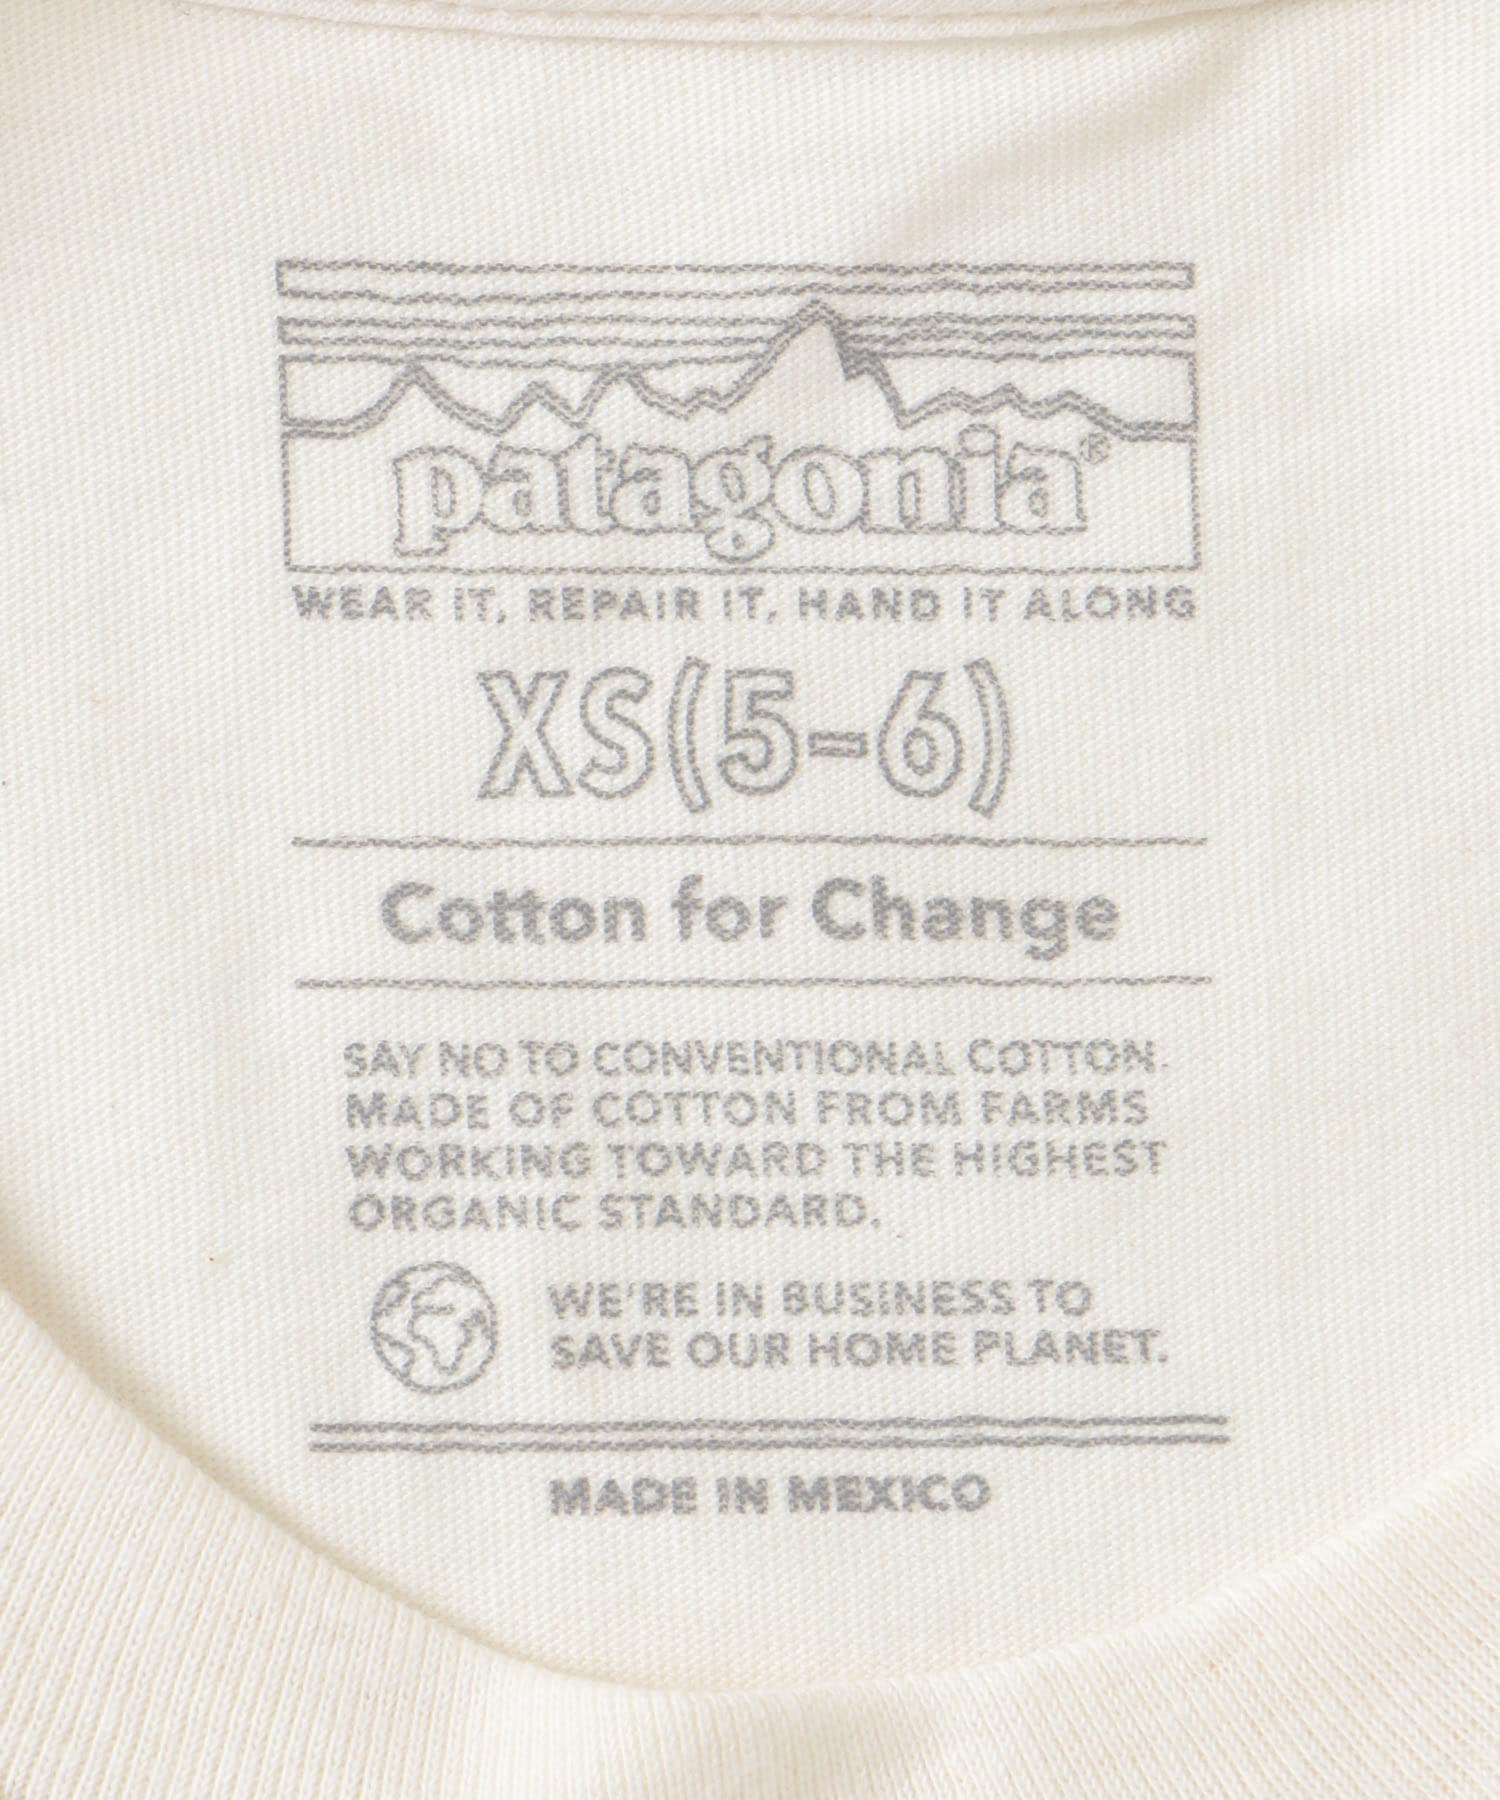 patagonia®
WEAR IT, REPAIR IT, HAND IT ALONG
XS(5-6)
Cotton for Change
SAY NO TO CONVENTIONAL COTTON.
MADE OF COTTON FROM FARMS
WORKING TOWARD THE HIGHEST
ORGANIC STANDARD.
WE'RE IN BUSINESS TO
SAVE OUR HOME PLANET.
MADE IN MEXICO